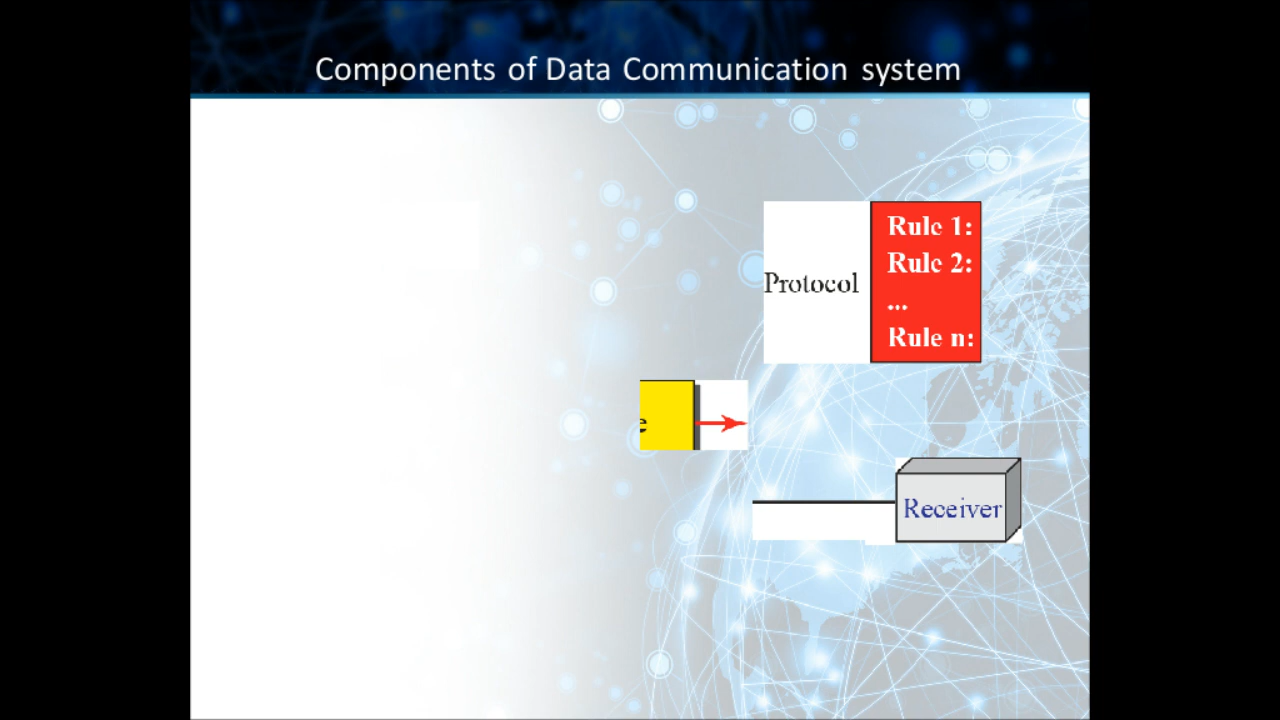 Components of Data Communication system
Protocol
Rule 1:
Rule 2:
...
Rule n:
e
Receiver